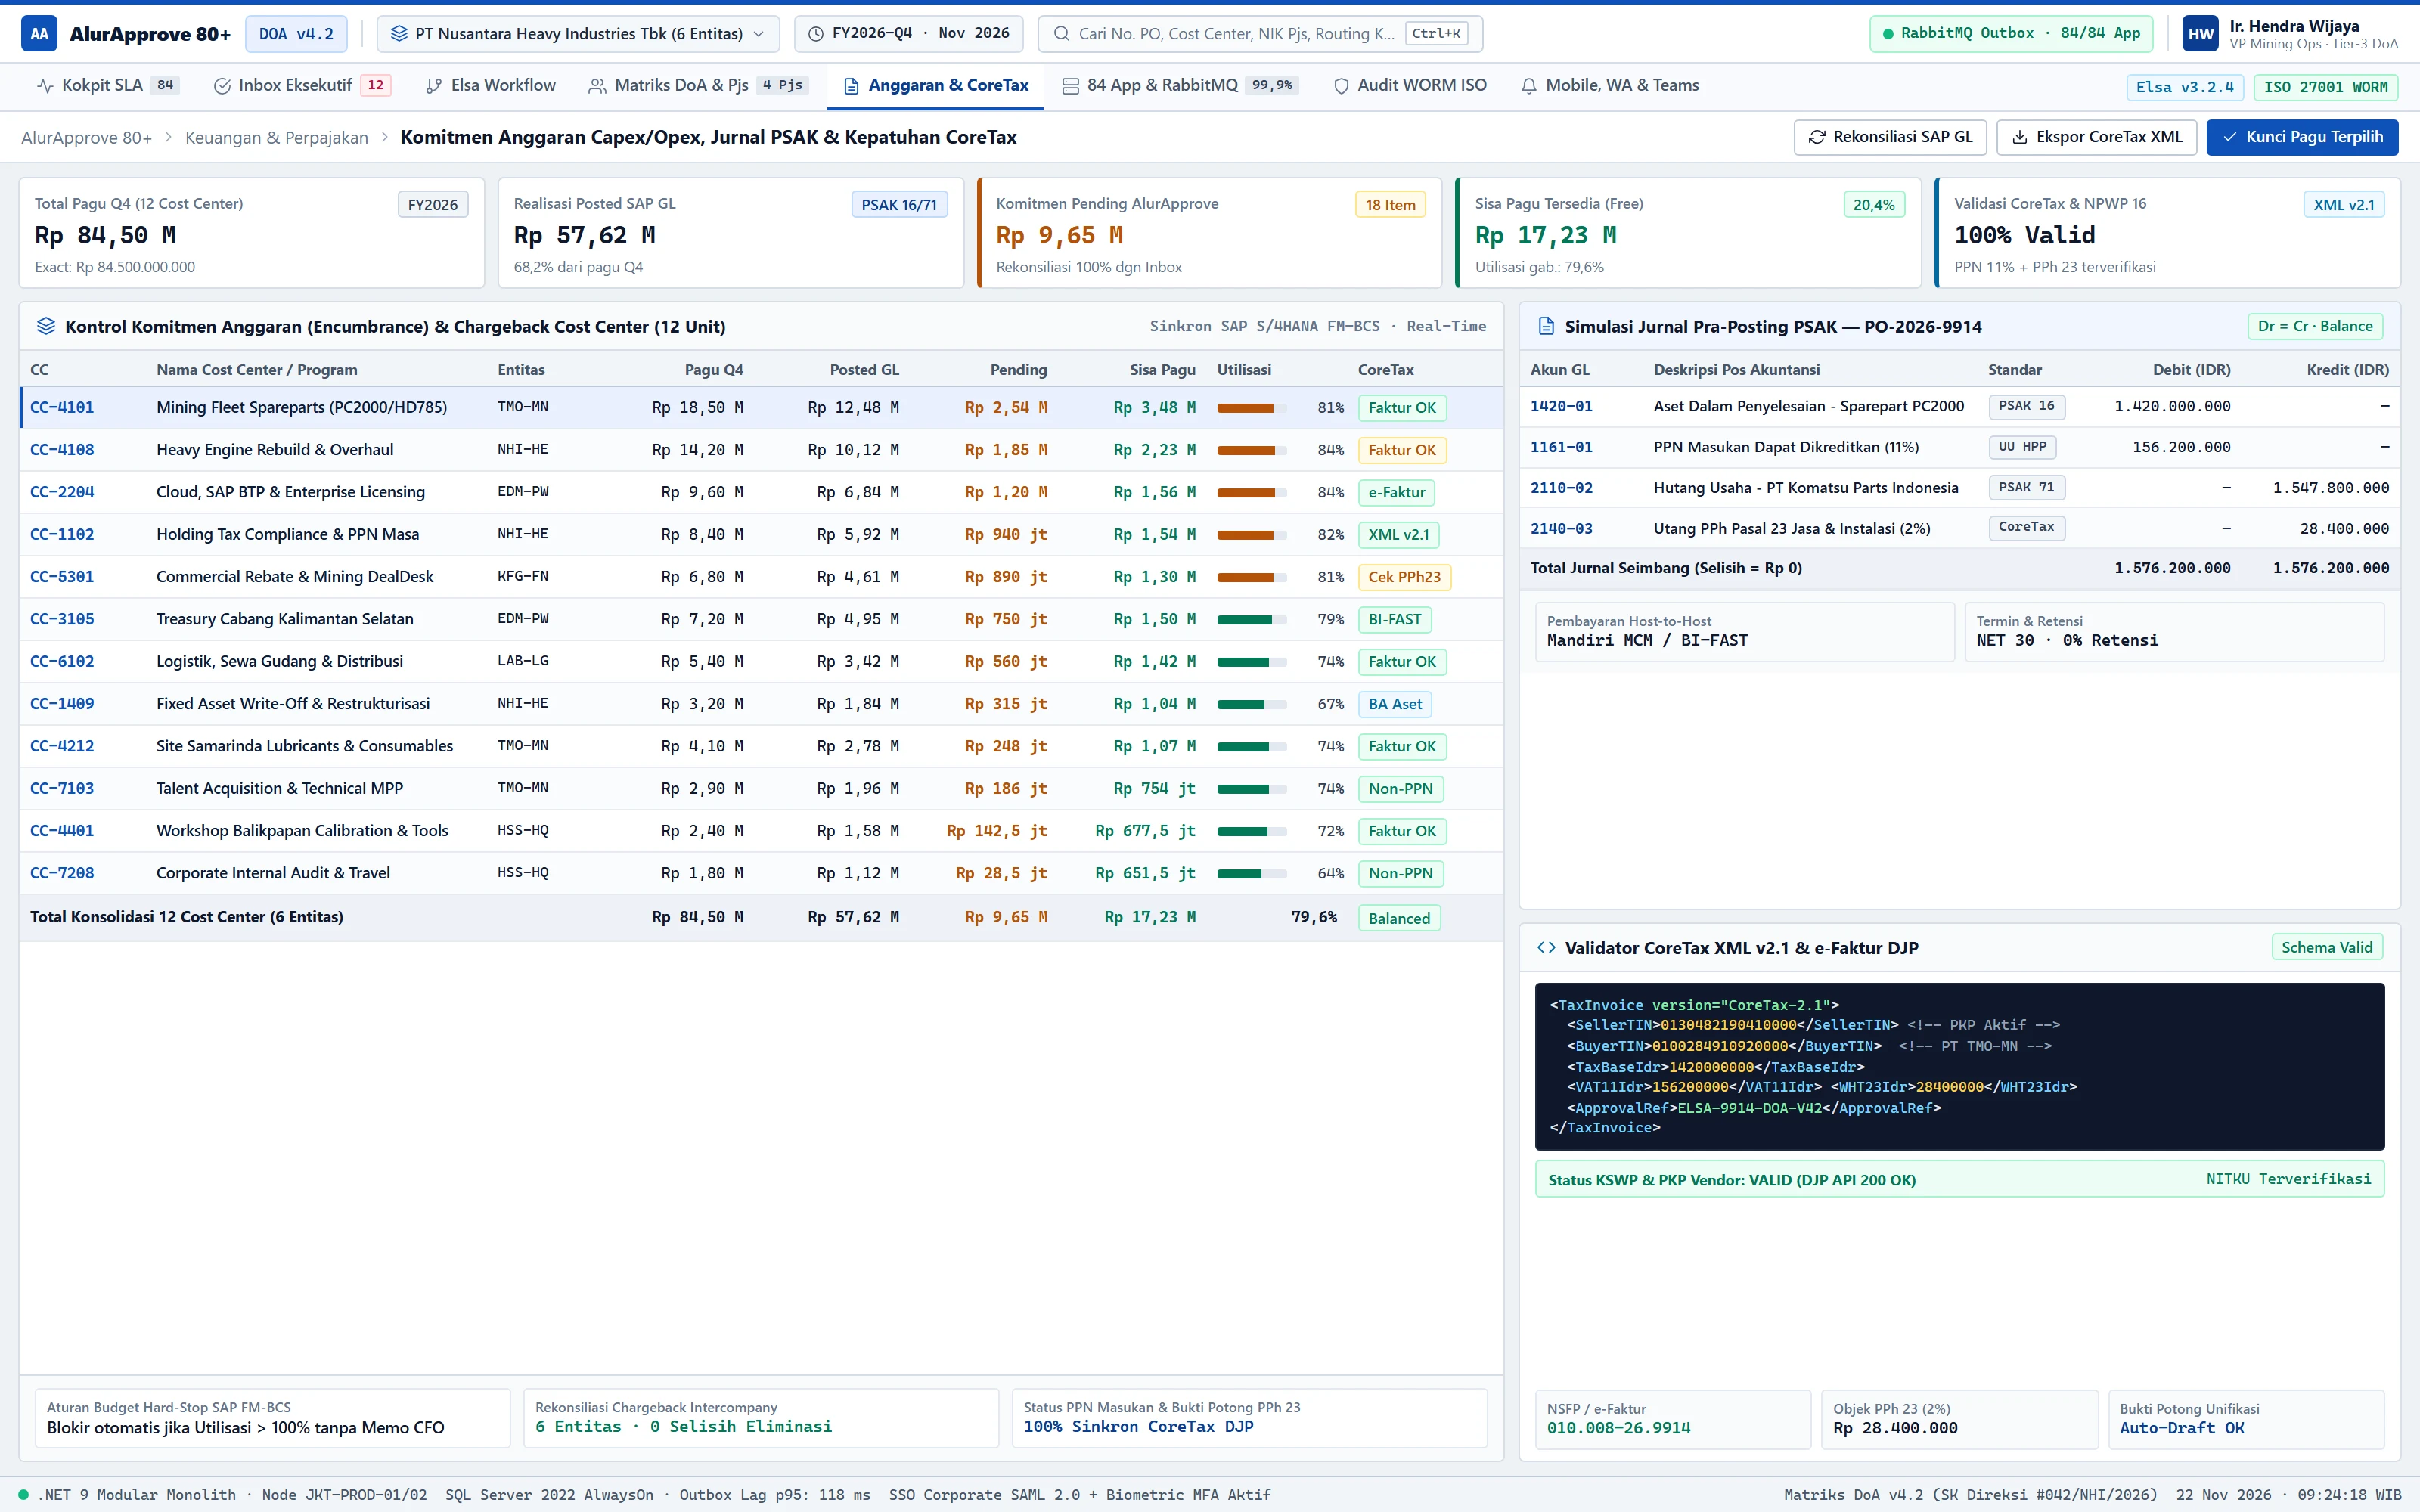 AA AlurApprove 80+ DOA v4.2 PT Nusantara Heavy Industries Tbk (6 Entitas) FY2026-Q4 · Nov 2026 Cari No. PO, Cost Center, NIK Pjs, Routing K... Ctrl+K RabbitMQ Outbox · 84/84 App HW Ir. Hendra Wijaya
VP Mining Ops · Tier-3 DoA
Kokpit SLA 84 Inbox Eksekutif 12 Elsa Workflow Matriks DoA & Pjs 4 Pjs Anggaran & CoreTax 84 App & RabbitMQ 99,9% Audit WORM ISO Mobile, WA & Teams Elsa v3.2.4 ISO 27001 WORM
AlurApprove 80+ > Keuangan & Perpajakan > Komitmen Anggaran Capex/Opex, Jurnal PSAK & Kepatuhan CoreTax Rekonsiliasi SAP GL Ekspor CoreTax XML Kunci Pagu Terpilih
Total Pagu Q4 (12 Cost Center) FY2026
Rp 84,50 M
Exact: Rp 84.500.000.000
Realisasi Posted SAP GL PSAK 16/71
Rp 57,62 M
68,2% dari pagu Q4
Komitmen Pending AlurApprove 18 Item
Rp 9,65 M
Rekonsiliasi 100% dgn Inbox
Sisa Pagu Tersedia (Free) 20,4%
Rp 17,23 M
Utilisasi gab.: 79,6%
Validasi CoreTax & NPWP 16 XML v2.1
100% Valid
PPN 11% + PPh 23 terverifikasi
Kontrol Komitmen Anggaran (Encumbrance) & Chargeback Cost Center (12 Unit) Sinkron SAP S/4HANA FM-BCS · Real-Time
CC Nama Cost Center / Program Entitas Pagu Q4 Posted GL Pending Sisa Pagu Utilisasi CoreTax
CC-4101 Mining Fleet Spareparts (PC2000/HD785) TMO-MN Rp 18,50 M Rp 12,48 M Rp 2,54 M Rp 3,48 M 81% Faktur OK
CC-4108 Heavy Engine Rebuild & Overhaul NHI-HE Rp 14,20 M Rp 10,12 M Rp 1,85 M Rp 2,23 M 84% Faktur OK
CC-2204 Cloud, SAP BTP & Enterprise Licensing EDM-PW Rp 9,60 M Rp 6,84 M Rp 1,20 M Rp 1,56 M 84% e-Faktur
CC-1102 Holding Tax Compliance & PPN Masa NHI-HE Rp 8,40 M Rp 5,92 M Rp 940 jt Rp 1,54 M 82% XML v2.1
CC-5301 Commercial Rebate & Mining DealDesk KFG-FN Rp 6,80 M Rp 4,61 M Rp 890 jt Rp 1,30 M 81% Cek PPh23
CC-3105 Treasury Cabang Kalimantan Selatan EDM-PW Rp 7,20 M Rp 4,95 M Rp 750 jt Rp 1,50 M 79% BI-FAST
CC-6102 Logistik, Sewa Gudang & Distribusi LAB-LG Rp 5,40 M Rp 3,42 M Rp 560 jt Rp 1,42 M 74% Faktur OK
CC-1409 Fixed Asset Write-Off & Restrukturisasi NHI-HE Rp 3,20 M Rp 1,84 M Rp 315 jt Rp 1,04 M 67% BA Aset
CC-4212 Site Samarinda Lubricants & Consumables TMO-MN Rp 4,10 M Rp 2,78 M Rp 248 jt Rp 1,07 M 74% Faktur OK
CC-7103 Talent Acquisition & Technical MPP TMO-MN Rp 2,90 M Rp 1,96 M Rp 186 jt Rp 754 jt 74% Non-PPN
CC-4401 Workshop Balikpapan Calibration & Tools HSS-HQ Rp 2,40 M Rp 1,58 M Rp 142,5 jt Rp 677,5 jt 72% Faktur OK
CC-7208 Corporate Internal Audit & Travel HSS-HQ Rp 1,80 M Rp 1,12 M Rp 28,5 jt Rp 651,5 jt 64% Non-PPN
Total Konsolidasi 12 Cost Center (6 Entitas) Rp 84,50 M Rp 57,62 M Rp 9,65 M Rp 17,23 M 79,6% Balanced
Aturan Budget Hard-Stop SAP FM-BCS
Blokir otomatis jika Utilisasi > 100% tanpa Memo CFO
Rekonsiliasi Chargeback Intercompany
6 Entitas · 0 Selisih Eliminasi
Status PPN Masukan & Bukti Potong PPh 23
100% Sinkron CoreTax DJP
Simulasi Jurnal Pra-Posting PSAK — PO-2026-9914 Dr = Cr · Balance
Akun GL Deskripsi Pos Akuntansi Standar Debit (IDR) Kredit (IDR)
1420-01 Aset Dalam Penyelesaian - Sparepart PC2000 PSAK 16 1.420.000.000 —
1161-01 PPN Masukan Dapat Dikreditkan (11%) UU HPP 156.200.000 —
2110-02 Hutang Usaha - PT Komatsu Parts Indonesia PSAK 71 — 1.547.800.000
2140-03 Utang PPh Pasal 23 Jasa & Instalasi (2%) CoreTax — 28.400.000
Total Jurnal Seimbang (Selisih = Rp 0) 1.576.200.000 1.576.200.000
Pembayaran Host-to-Host
Mandiri MCM / BI-FAST
Termin & Retensi
NET 30 · 0% Retensi
Validator CoreTax XML v2.1 & e-Faktur DJP Schema Valid
<TaxInvoice version="CoreTax-2.1">
<SellerTIN>0130482190410000</SellerTIN> <!-- PKP Aktif -->
<BuyerTIN>0100284910920000</BuyerTIN> <!-- PT TMO-MN -->
<TaxBaseIdr>1420000000</TaxBaseIdr>
<VAT11Idr>156200000</VAT11Idr> <WHT23Idr>28400000</WHT23Idr>
<ApprovalRef>ELSA-9914-DOA-V42</ApprovalRef>
</TaxInvoice>
Status KSWP & PKP Vendor: VALID (DJP API 200 OK) NITKU Terverifikasi
NSFP / e-Faktur
010.008-26.9914
Objek PPh 23 (2%)
Rp 28.400.000
Bukti Potong Unifikasi
Auto-Draft OK
.NET 9 Modular Monolith · Node JKT-PROD-01/02 SQL Server 2022 AlwaysOn · Outbox Lag p95: 118 ms SSO Corporate SAML 2.0 + Biometric MFA Aktif Matriks DoA v4.2 (SK Direksi #042/NHI/2026) 22 Nov 2026 · 09:24:18 WIB